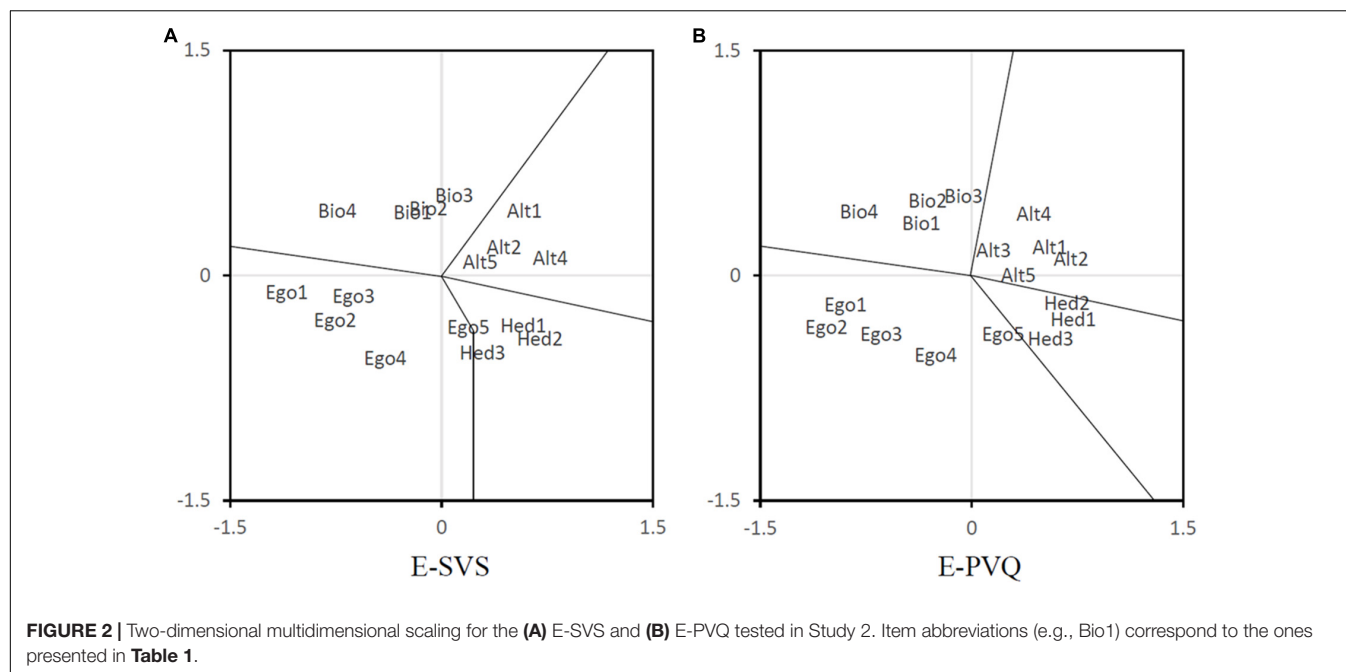 A
B
1.5
1.5
Bio3
Bio4
Bio1
Bio2
Alt1
Alt2
Alt5
Alt4
Bio2
Bio3
Bio4
Bio1
Alt4
Alt3
Alt1
Alt2
Alt5
0
0
Ego1
Ego3
Ego2
Ego4
Ego5
Hed1
Hed2
Hed3
Ego1
Ego2
Ego3
Ego4
Ego5
Hed2
Hed1
Hed3
-1.5
-1.5
-1.5
0
1.5
-1.5
0
1.5
E-SVS
E-PVQ
FIGURE 2 | Two-dimensional multidimensional scaling for the (A) E-SVS and (B) E-PVQ tested in Study 2. Item abbreviations (e.g., Bio1) correspond to the ones
presented in Table 1.